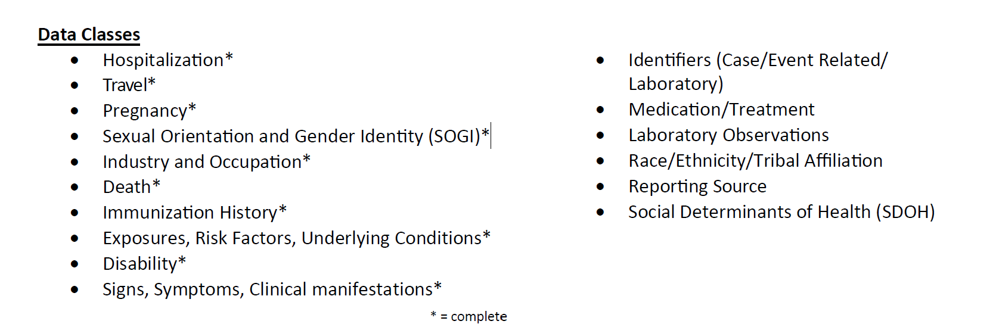 Data Classes
• Hospitalization*
• Travel*
• Pregnancy*
• Sexual Orientation and Gender Identity (SOGI)*
• Industry and Occupation*
• Death*
• Immunization History*
• Exposures, Risk Factors, Underlying Conditions*
• Disability*
• Signs, Symptoms, Clinical manifestations*
• Identifiers (Case/Event Related/
Laboratory)
• Medication/Treatment
• Laboratory Observations
• Race/Ethnicity/Tribal Affiliation
• Reporting Source
• Social Determinants of Health (SDOH)
* = complete